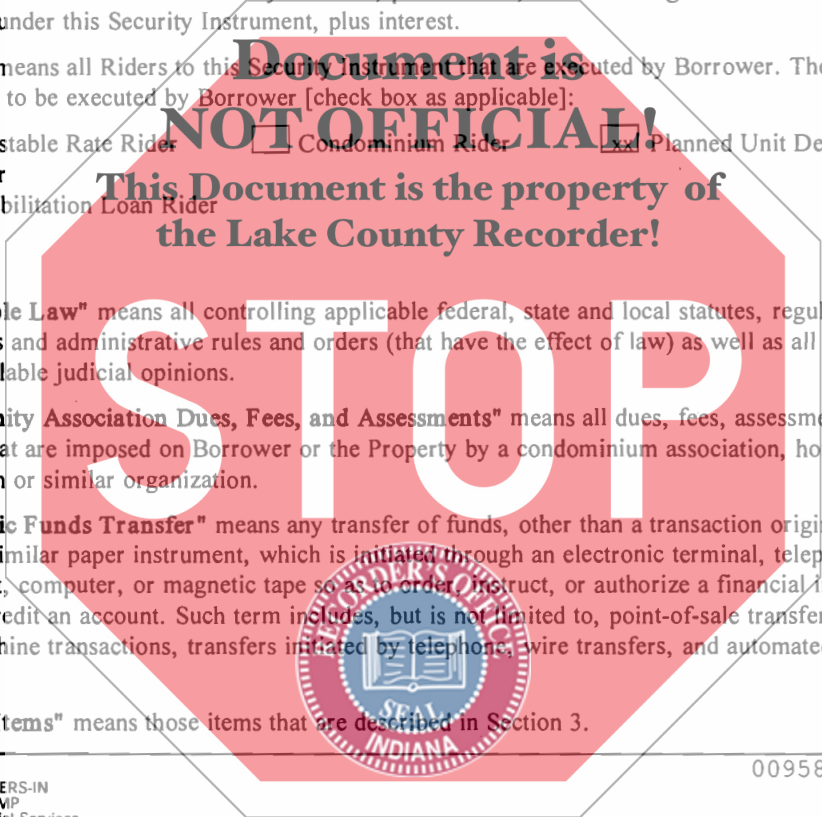 under this Security Instrument, plus interest.
Document is
means all Riders to this Security Instrument that are executed by Borrower. The
to be executed by Borrower [check box as applicable]:
NOT OFFICIAL!
stable Rate Rider Condominium Rider xx Planned Unit De
r
This Document is the property of
bilitation Loan Rider
the Lake County Recorder!
STOP
le Law" means all controlling applicable federal, state and local statutes, regul
s and administrative rules and orders (that have the effect of law) as well as all
lable judicial opinions.
nity Association Dues, Fees, and Assessments" means all dues, fees, assessme
at are imposed on Borrower or the Property by a condominium association, ho
n or similar organization.
ic Funds Transfer" means any transfer of funds, other than a transaction origi
imilar paper instrument, which is initiated through an electronic terminal, telep
, computer, or magnetic tape so as to order, instruct, or authorize a financial i
edit an account. Such term includes, but is not limited to, point-of-sale transfer
hine transactions, transfers initiated by telephone, wire transfers, and automate
RECORDER'S OFFICE
SEAL
INDIANA
tems" means those items that are described in Section 3.
00958
ERS-IN
MP